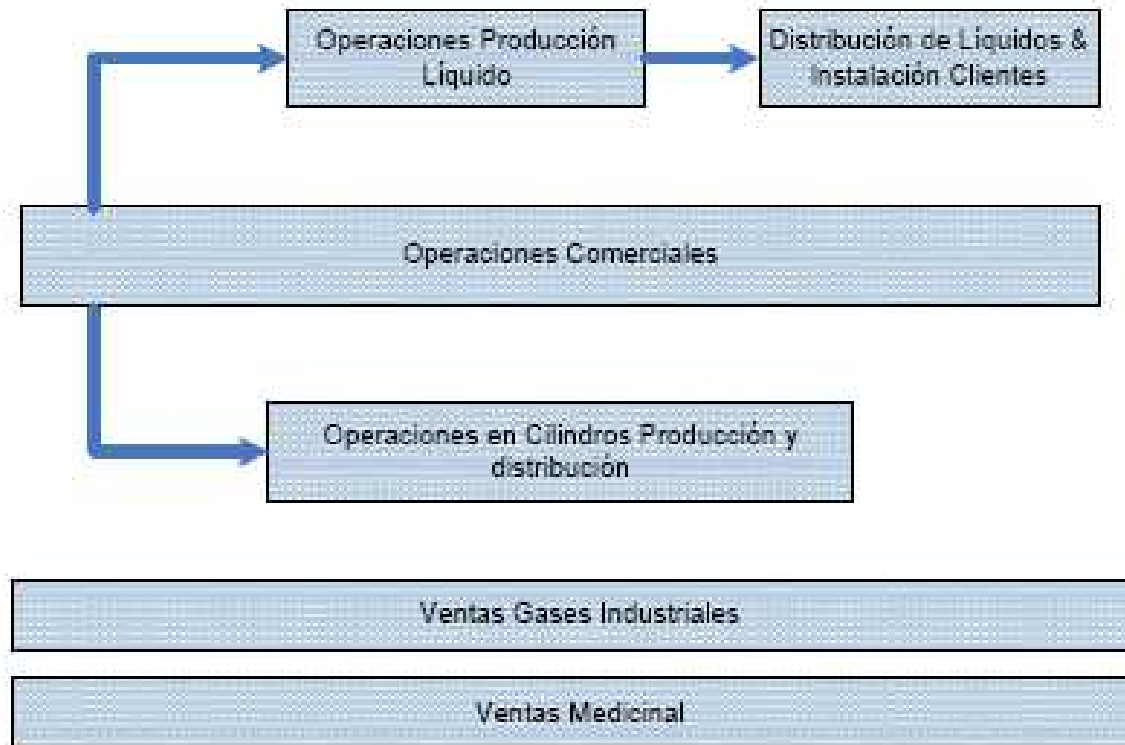 Operaciones Producción
Líquido
Distribución de Líquidos &
Instalación Clientes
Operaciones Comerciales
Operaciones en Cilindros Producción y
distribución
Ventas Gases Industriales
Ventas Medicinal